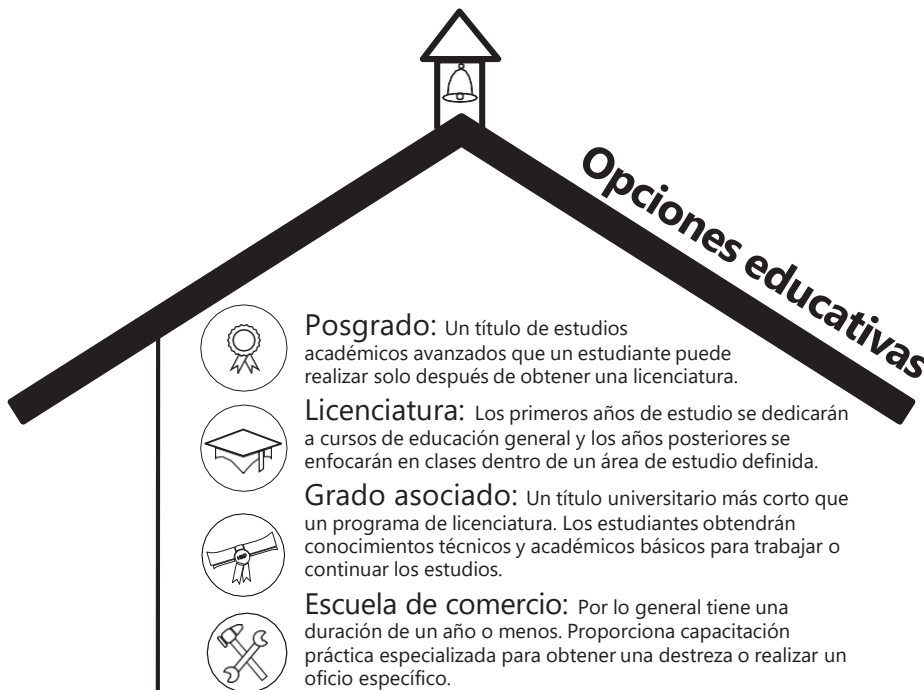 Opciones educativas
Posgrado: Un título de estudios
académicos avanzados que un estudiante puede
realizar solo después de obtener una licenciatura.
Licenciatura: Los primeros años de estudio se dedicarán
a cursos de educación general y los años posteriores se
enfocarán en clases dentro de un área de estudio definida.
Grado asociado: Un título universitario más corto que
un programa de licenciatura. Los estudiantes obtendrán
conocimientos técnicos y académicos básicos para trabajar o
continuar los estudios.
Escuela de comercio: Por lo general tiene una
duración de un año o menos. Proporciona capacitación
práctica especializada para obtener una destreza o realizar un
oficio específico.